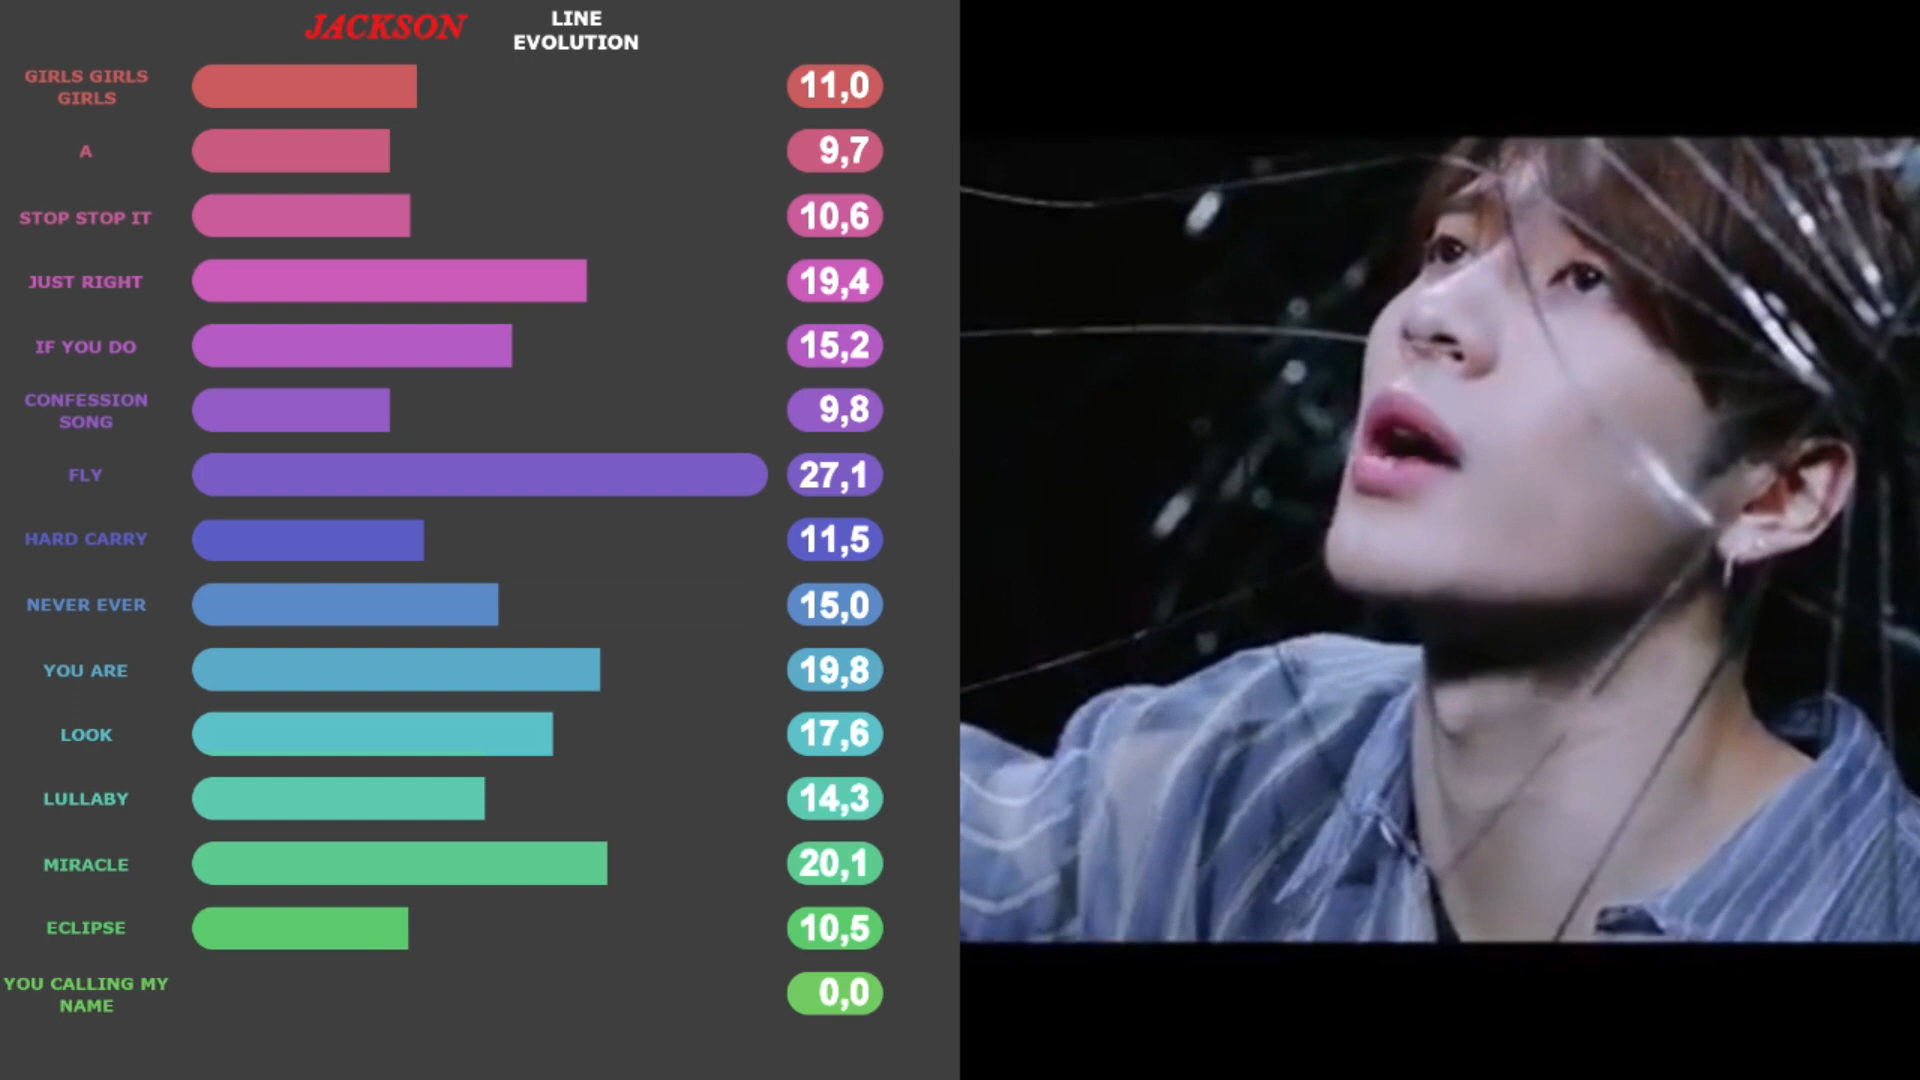 JACKSON
LINE
EVOLUTION
GIRLS GIRLS
GIRLS
11,0
A
9,7
STOP STOP IT
10,6
JUST RIGHT
19,4
IF YOU DO
15,2
CONFESSION
SONG
9,8
FLY
27,1
HARD CARRY
11,5
NEVER EVER
15,0
YOU ARE
19,8
LOOK
17,6
LULLABY
14,3
MIRACLE
20,1
ECLIPSE
10,5
YOU CALLING MY
NAME
0,0